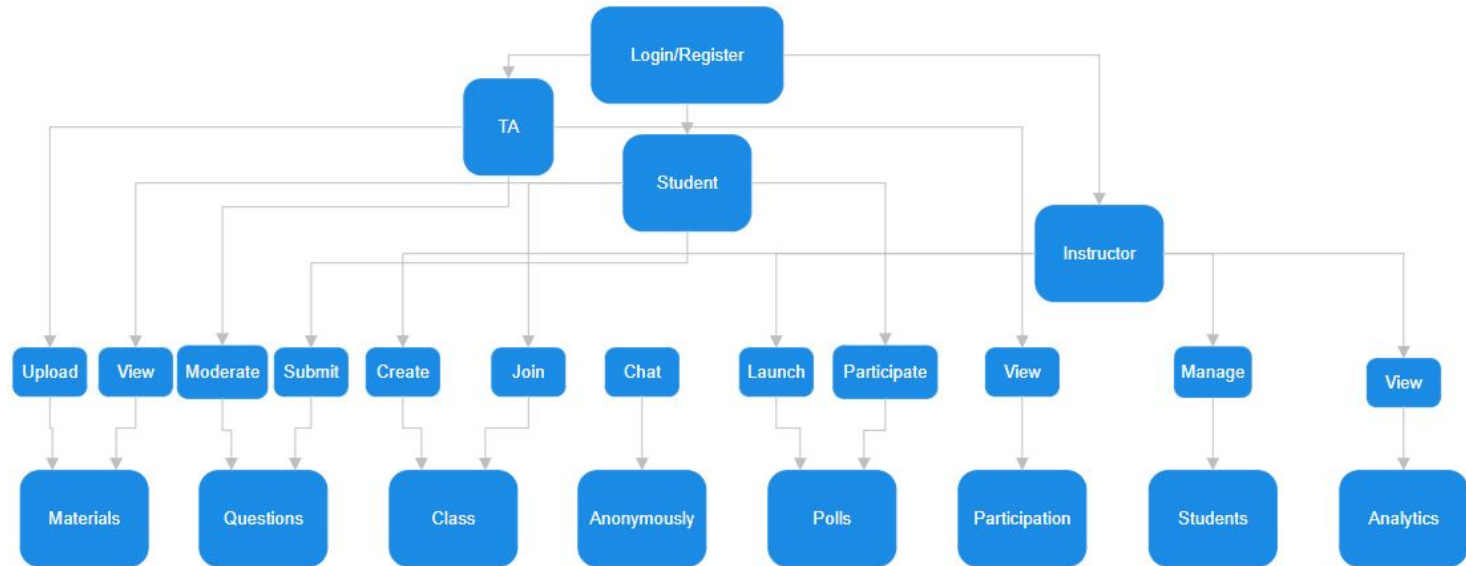 Login/Register
TA
Student
Instructor
Upload
View
Moderate
Submit
Create
Join
Chat
Launch
Participate
View
Manage
View
Materials
Questions
Class
Anonymously
Polls
Participation
Students
Analytics